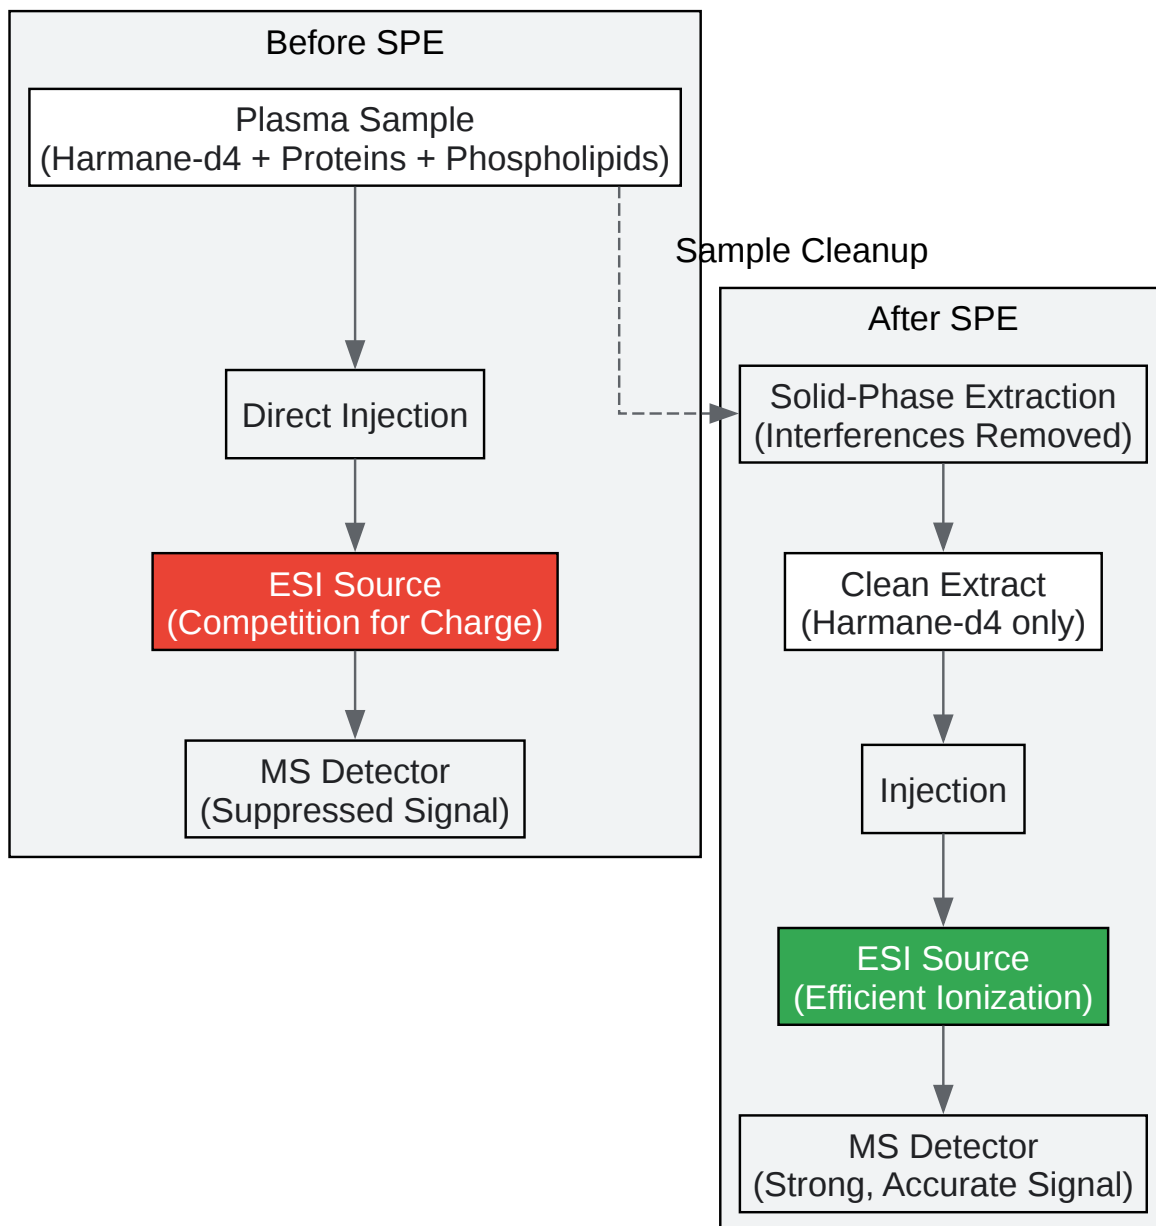 Before SPE
Plasma Sample
(Harmane-d4 + Proteins + Phospholipids)
Direct Injection
ESI Source
(Competition for Charge)
MS Detector
(Suppressed Signal)
Sample Cleanup
After SPE
Solid-Phase Extraction
(Interferences Removed)
Clean Extract
(Harmane-d4 only)
Injection
ESI Source
(Efficient Ionization)
MS Detector
(Strong, Accurate Signal)